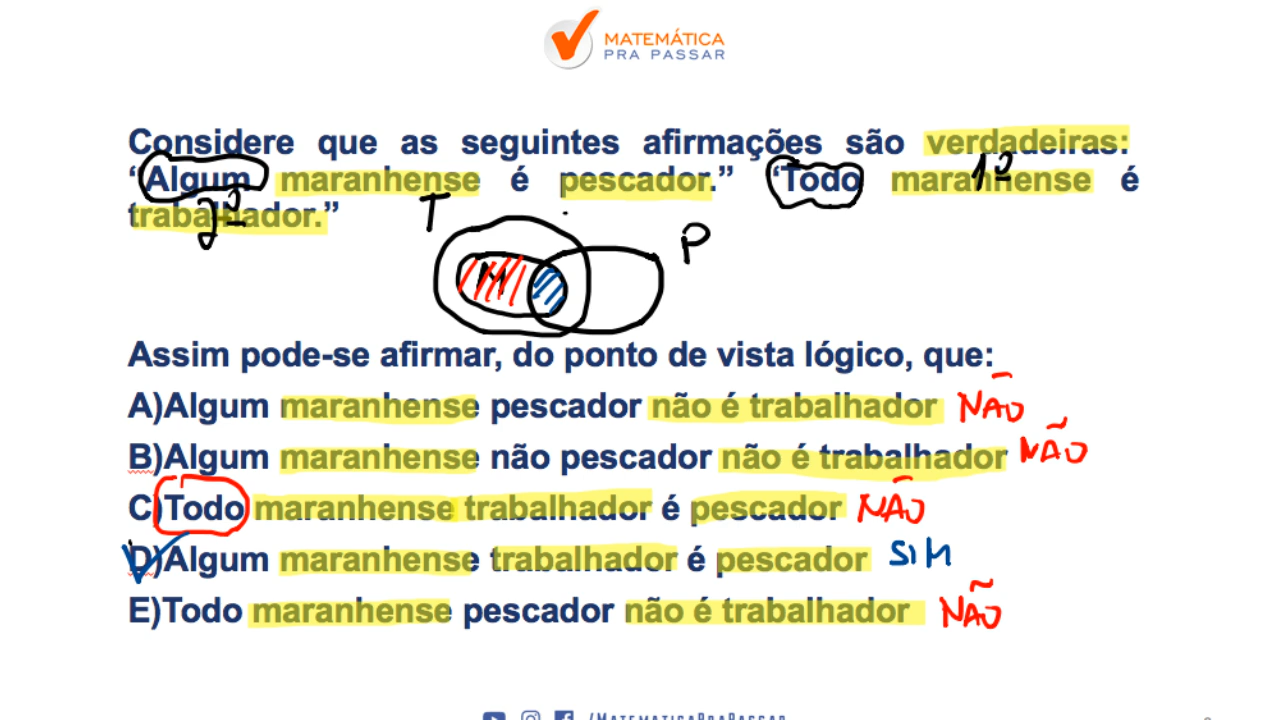 MATEMÁTICA
PRA PASSAR
Considere que as seguintes afirmações são verdadeiras:
“Algum maranhense é pescador.” “Todo maranhense é
1º
trabalhador.”
2º
T
P
M
Assim pode-se afirmar, do ponto de vista lógico, que:
A)Algum maranhense pescador não é trabalhador NÃO
B)Algum maranhense não pescador não é trabalhador NÃO
C)Todo maranhense trabalhador é pescador NÃO
D)Algum maranhense trabalhador é pescador SIM
E)Todo maranhense pescador não é trabalhador NÃO
/MATEMATICAPRAPASSAR